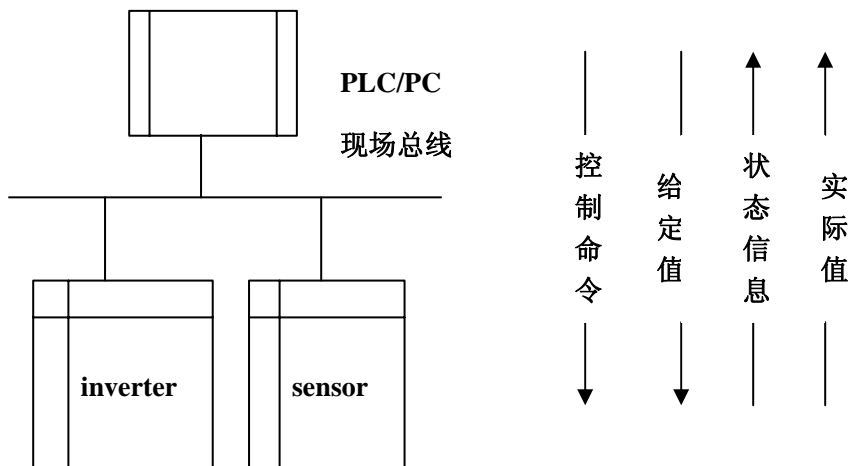 PLC/PC
现场总线
inverter
sensor
控制命令
给定值
状态信息
实际值